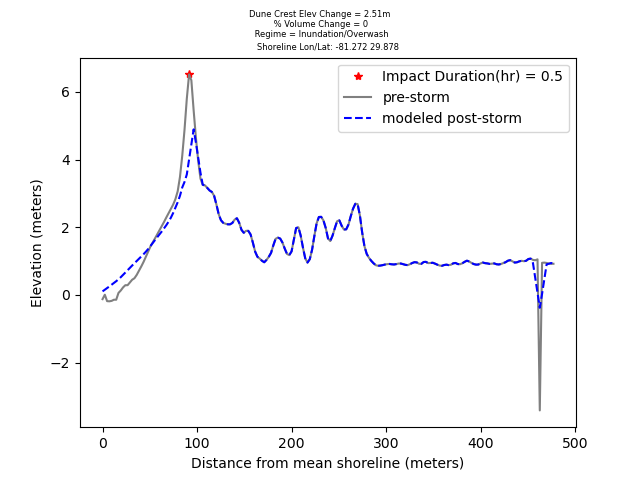 Dune Crest Elev Change = 2.51m
% Volume Change = 0
Regime = Inundation/Overwash
Shoreline Lon/Lat: -81.272 29.878
Impact Duration(hr) = 0.5
pre-storm
modeled post-storm
Elevation (meters)
6
4
2
0
−2
0 100 200 300 400 500
Distance from mean shoreline (meters)